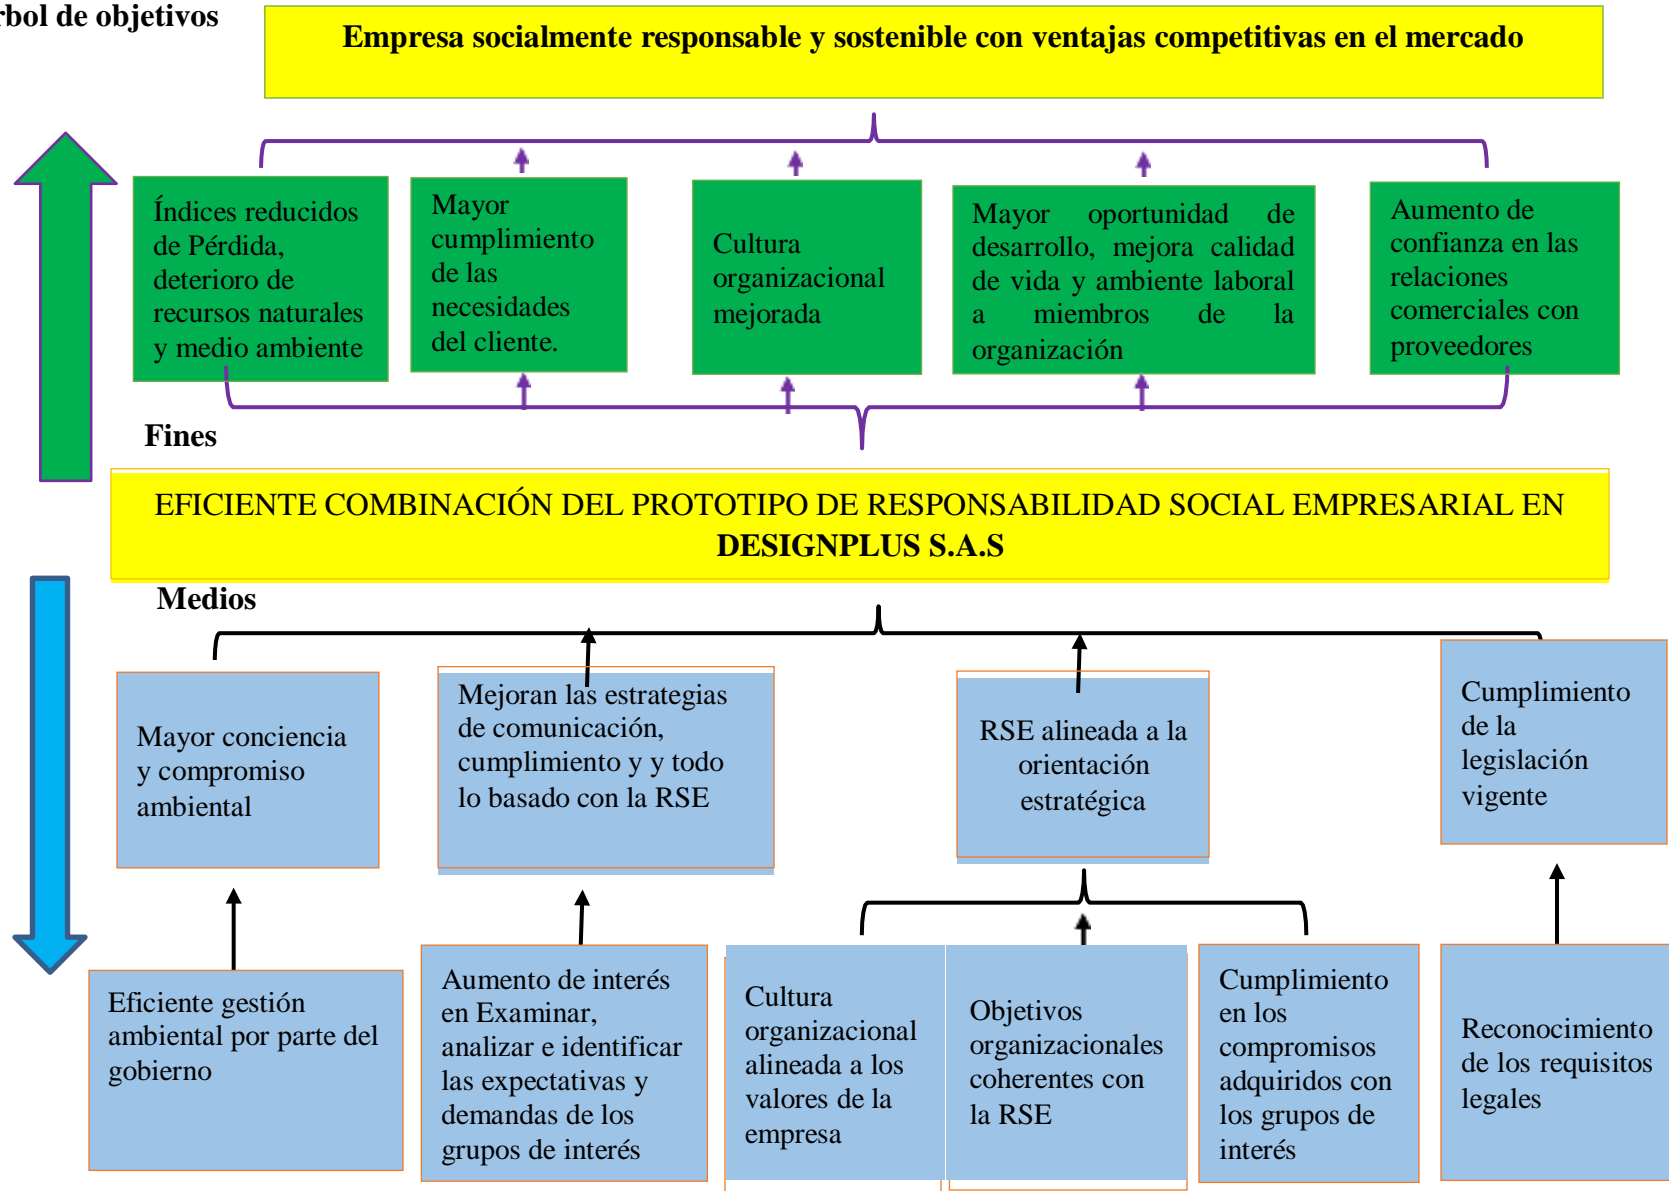 rbol de objetivos
Empresa socialmente responsable y sostenible con ventajas competitivas en el mercado
Índices reducidos
de Pérdida,
deterioro de
recursos naturales
y medio ambiente
Mayor
cumplimiento
de las
necesidades
del cliente.
Cultura
organizacional
mejorada
Mayor oportunidad de
desarrollo, mejora calidad
de vida y ambiente laboral
a miembros de la
organización
Aumento de
confianza en las
relaciones
comerciales con
proveedores
Fines
EFICIENTE COMBINACIÓN DEL PROTOTIPO DE RESPONSABILIDAD SOCIAL EMPRESARIAL EN
DESIGNPLUS S.A.S
Medios
Mayor conciencia
y compromiso
ambiental
Mejoran las estrategias
de comunicación,
cumplimiento y y todo
lo basado con la RSE
RSE alineada a la
orientación
estratégica
Cumplimiento
de la
legislación
vigente
Eficiente gestión
ambiental por parte del
gobierno
Aumento de interés
en Examinar,
analizar e identificar
las expectativas y
demandas de los
grupos de interés
Cultura
organizacional
alineada a los
valores de la
empresa
Objetivos
organizacionales
coherentes con
la RSE
Cumplimiento
en los
compromisos
adquiridos con
los grupos de
interés
Reconocimiento
de los requisitos
legales